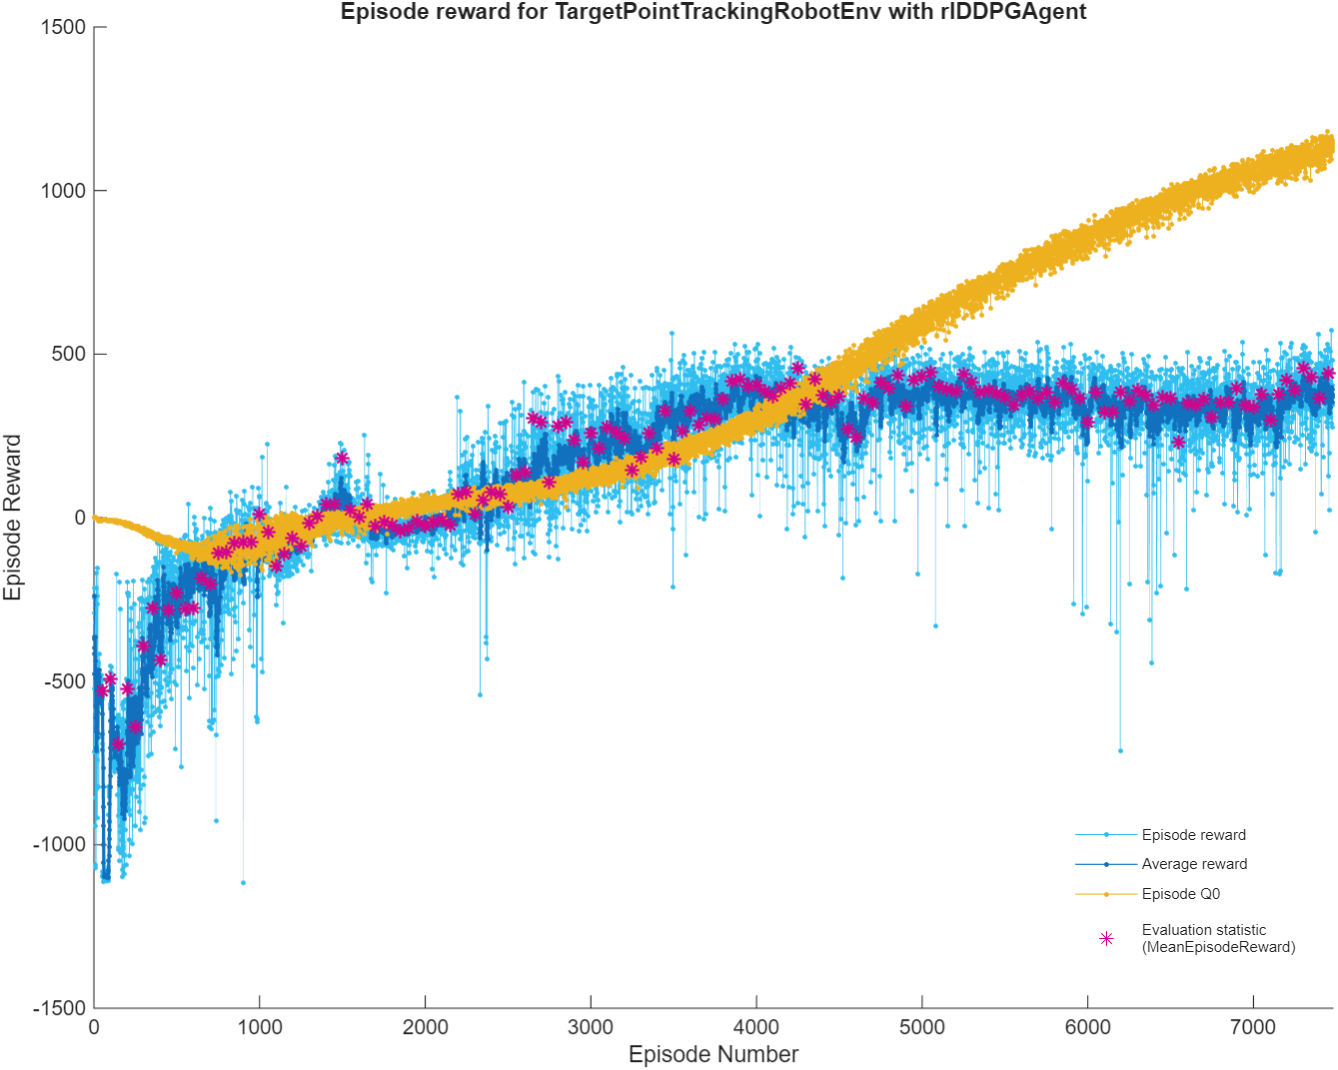 Episode reward for TargetPointTrackingRobotEnv with rlDDPGAgent
1500
1000
500
0
-500
-1000
-1500
Episode Reward
0 1000 2000 3000 4000 5000 6000 7000
Episode Number
Episode reward
Average reward
Episode Q0
Evaluation statistic
(MeanEpisodeReward)